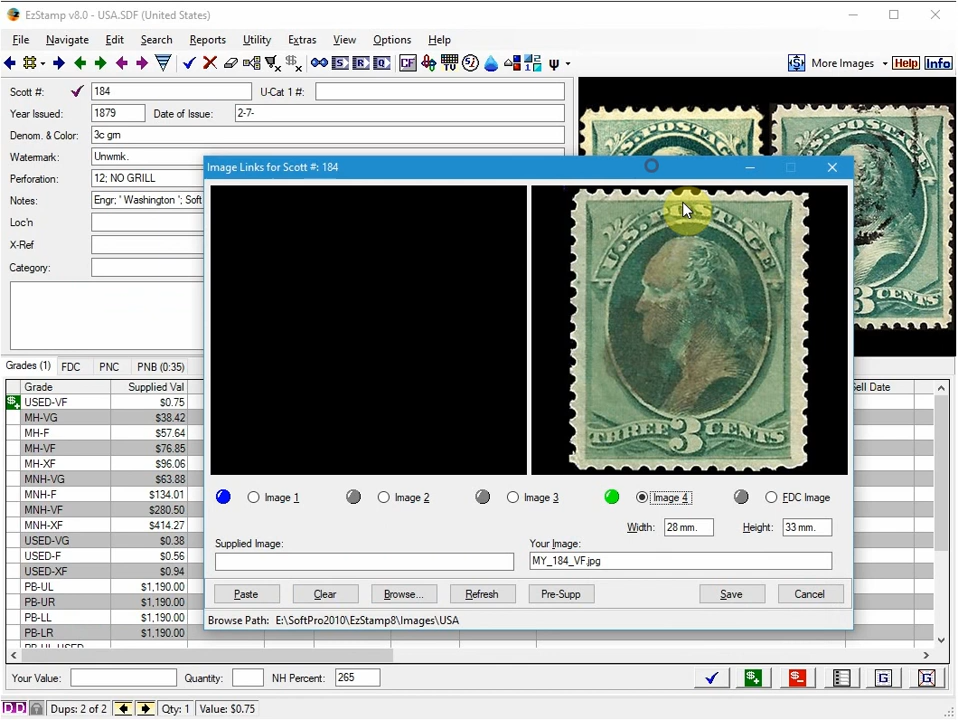 EzStamp v8.0 - USA.SDF (United States)
File Navigate Edit Search Reports Utility Extras View Options Help
CF TV More Images Help Info
Scott #: 184 U-Cat 1 #:
Year Issued: 1879 Date of Issue: 2-7-
Denom. & Color: 3c gm
Watermark: Unwmk.
Perforation: 12; NO GRILL
Notes: Engr; ' Washington '; Soft
Loc'n
X-Ref
Category:
U.S. POSTAGE
U.S. POSTAGE
3 CENTS
Image Links for Scott #: 184
U.S. POSTAGE
THREE 3 CENTS
Image 1 Image 2 Image 3 Image 4 FDC Image
Width: 28 mm. Height: 33 mm.
Supplied Image: Your Image:
MY_184_VF.jpg
Paste Clear Browse... Refresh Pre-Supp Save Cancel
Browse Path: E:\SoftPro2010\EzStamp8\Images\USA
Grades (1) FDC PNC PNB (0:35)
Grade Supplied Val ell Date
USED-VF $0.75
MH-VG $38.42
MH-F $57.64
MH-VF $76.85
MH-XF $96.06
MNH-VG $63.88
MNH-F $134.01
MNH-VF $280.50
MNH-XF $414.27
USED-VG $0.38
USED-F $0.56
USED-XF $0.94
PB-UL $1,190.00
PB-UR $1,190.00
PB-LL $1,190.00
PB-LR $1,190.00
Your Value: Quantity: NH Percent: 265
G G
DD Dups: 2 of 2 Qty: 1 Value: $0.75